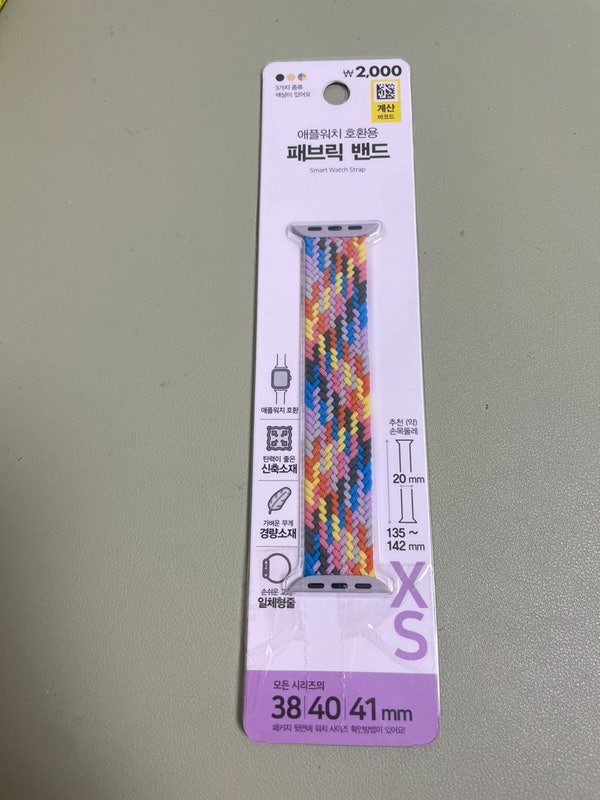 ₩2,000
3가지 종류
색상이 있어요
계산
바코드
애플워치 호환용
패브릭 밴드
Smart Watch Strap
애플워치 호환
탄력이 좋은
신축소재
가벼운 무게
경량소재
손쉬운
일체형줄
추천 (약)
손목둘레
20 mm
135 ~
142 mm
XS
모든 시리즈의
38 | 40 | 41 mm
패키지 뒷면에 워치 사이즈 확인방법이 있어요!